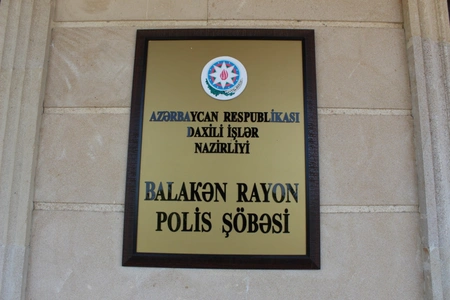 AZƏRBAYCAN RESPUBLİKASI
DAXİLİ İŞLƏR
NAZİRLİYİ
BALAKƏN RAYON
POLİS ŞÖBƏSİ